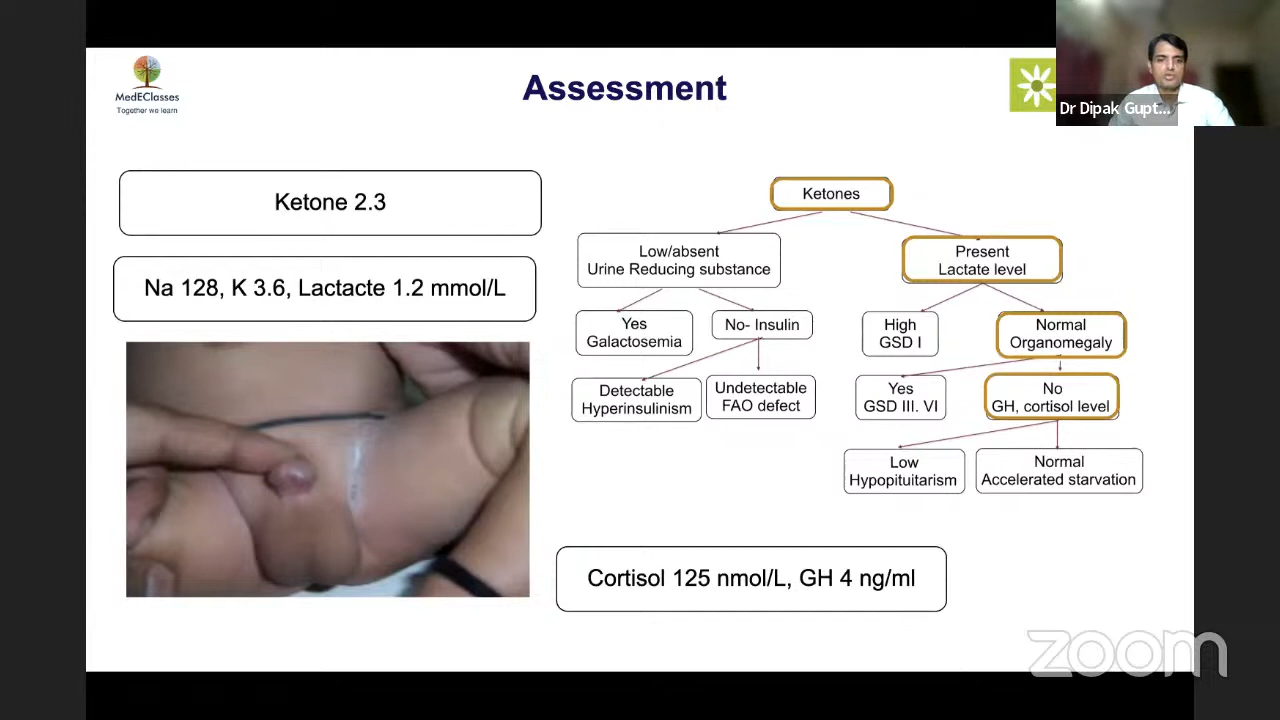 MedEClasses
Together we learn
Assessment
Dr Dipak Gupt...
Ketone 2.3
Na 128, K 3.6, Lactacte 1.2 mmol/L
Ketones
Low/absent
Urine Reducing substance
Present
Lactate level
Yes
Galactosemia
No- Insulin
High
GSD I
Normal
Organomegaly
Detectable
Hyperinsulinism
Undetectable
FAO defect
Yes
GSD III. VI
No
GH, cortisol level
Low
Hypopituitarism
Normal
Accelerated starvation
Cortisol 125 nmol/L, GH 4 ng/ml
zoom